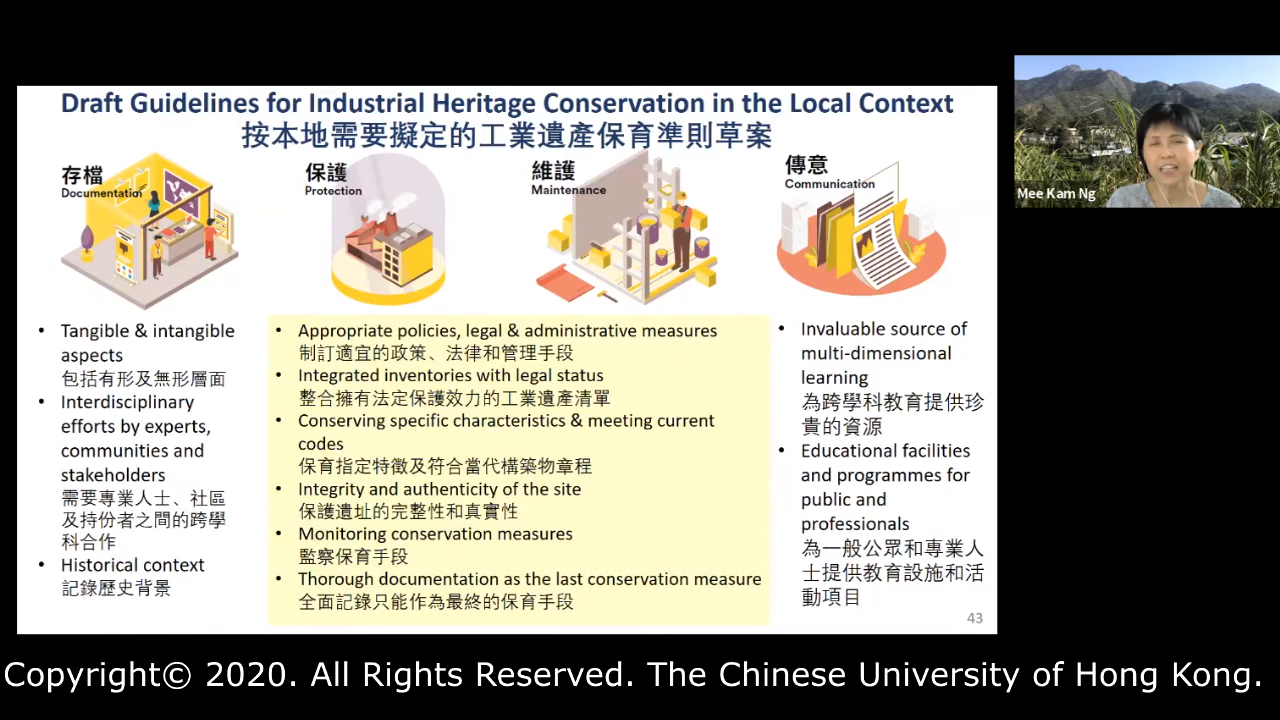 Draft Guidelines for Industrial Heritage Conservation in the Local Context
按本地需要擬定的工業遺產保育準則草案
存檔
Documentation
保護
Protection
維護
Maintenance
傳意
Communication
Mee Kam Ng
• Tangible & intangible
aspects
包括有形及無形層面
• Interdisciplinary
efforts by experts,
communities and
stakeholders
需要專業人士、社區
及持份者之間的跨學
科合作
• Historical context
記錄歷史背景
• Appropriate policies, legal & administrative measures
制訂適宜的政策、法律和管理手段
• Integrated inventories with legal status
整合擁有法定保護效力的工業遺產清單
• Conserving specific characteristics & meeting current
codes
保育指定特徵及符合當代構築物章程
• Integrity and authenticity of the site
保護遺址的完整性和真實性
• Monitoring conservation measures
監察保育手段
• Thorough documentation as the last conservation measure
全面記錄只能作為最終的保育手段
• Invaluable source of
multi-dimensional
learning
為跨學科教育提供珍
貴的資源
• Educational facilities
and programmes for
public and
professionals
為一般公眾和專業人
士提供教育設施和活
動項目
43
Copyright© 2020. All Rights Reserved. The Chinese University of Hong Kong.